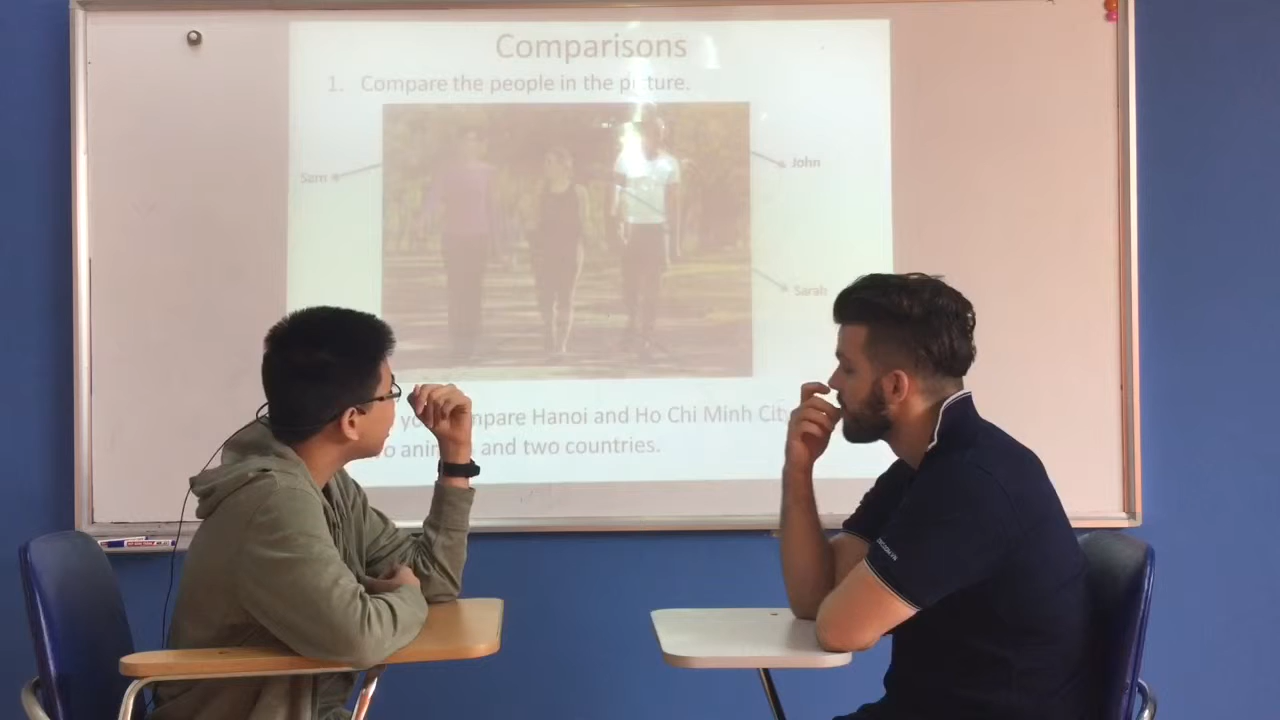 Comparisons
1. Compare the people in the picture.
John
Sam
Sarah
Hanoi and Ho Chi Minh City
and two countries.